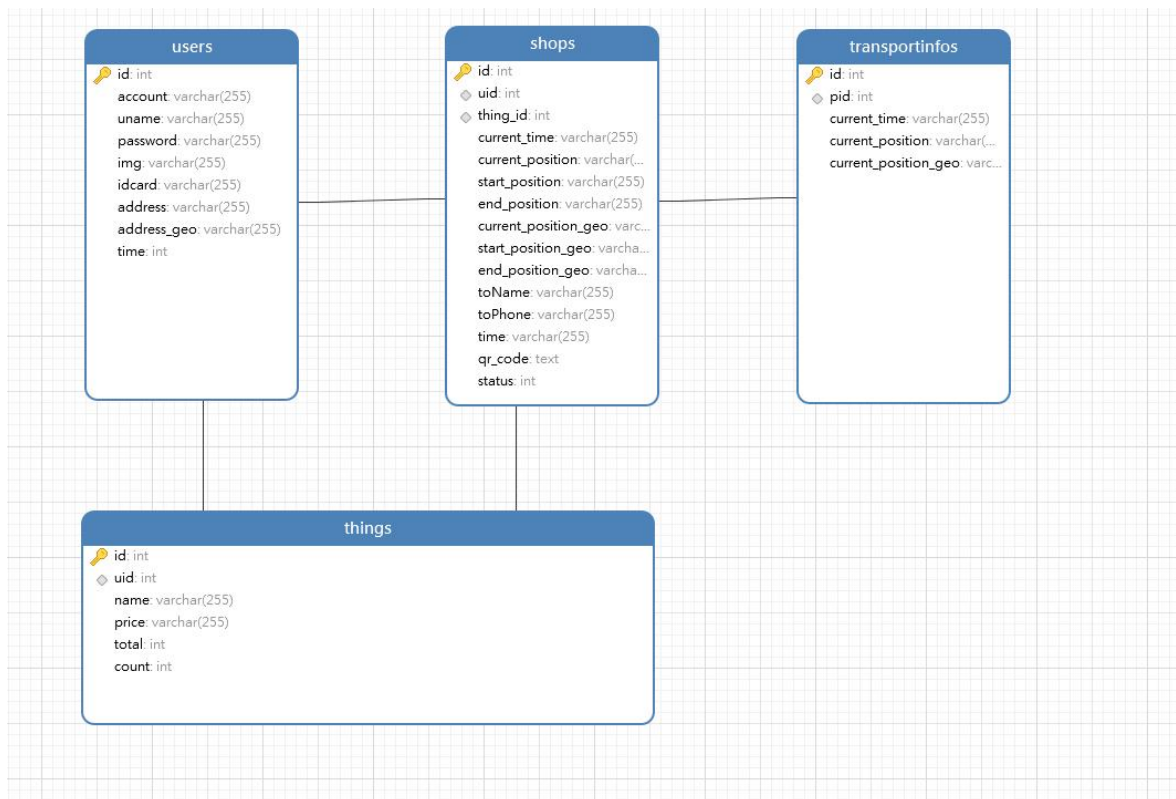 users
id: int
account: varchar(255)
uname: varchar(255)
password: varchar(255)
img: varchar(255)
idcard: varchar(255)
address: varchar(255)
address_geo: varchar(255)
time: int
shops
id: int
uid: int
thing_id: int
current_time: varchar(255)
current_position: varchar(...
start_position: varchar(255)
end_position: varchar(255)
current_position_geo: varc...
start_position_geo: varcha...
end_position_geo: varcha...
toName: varchar(255)
toPhone: varchar(255)
time: varchar(255)
qr_code: text
status: int
transportinfos
id: int
pid: int
current_time: varchar(255)
current_position: varchar(...
current_position_geo: varc...
things
id: int
uid: int
name: varchar(255)
price: varchar(255)
total: int
count: int